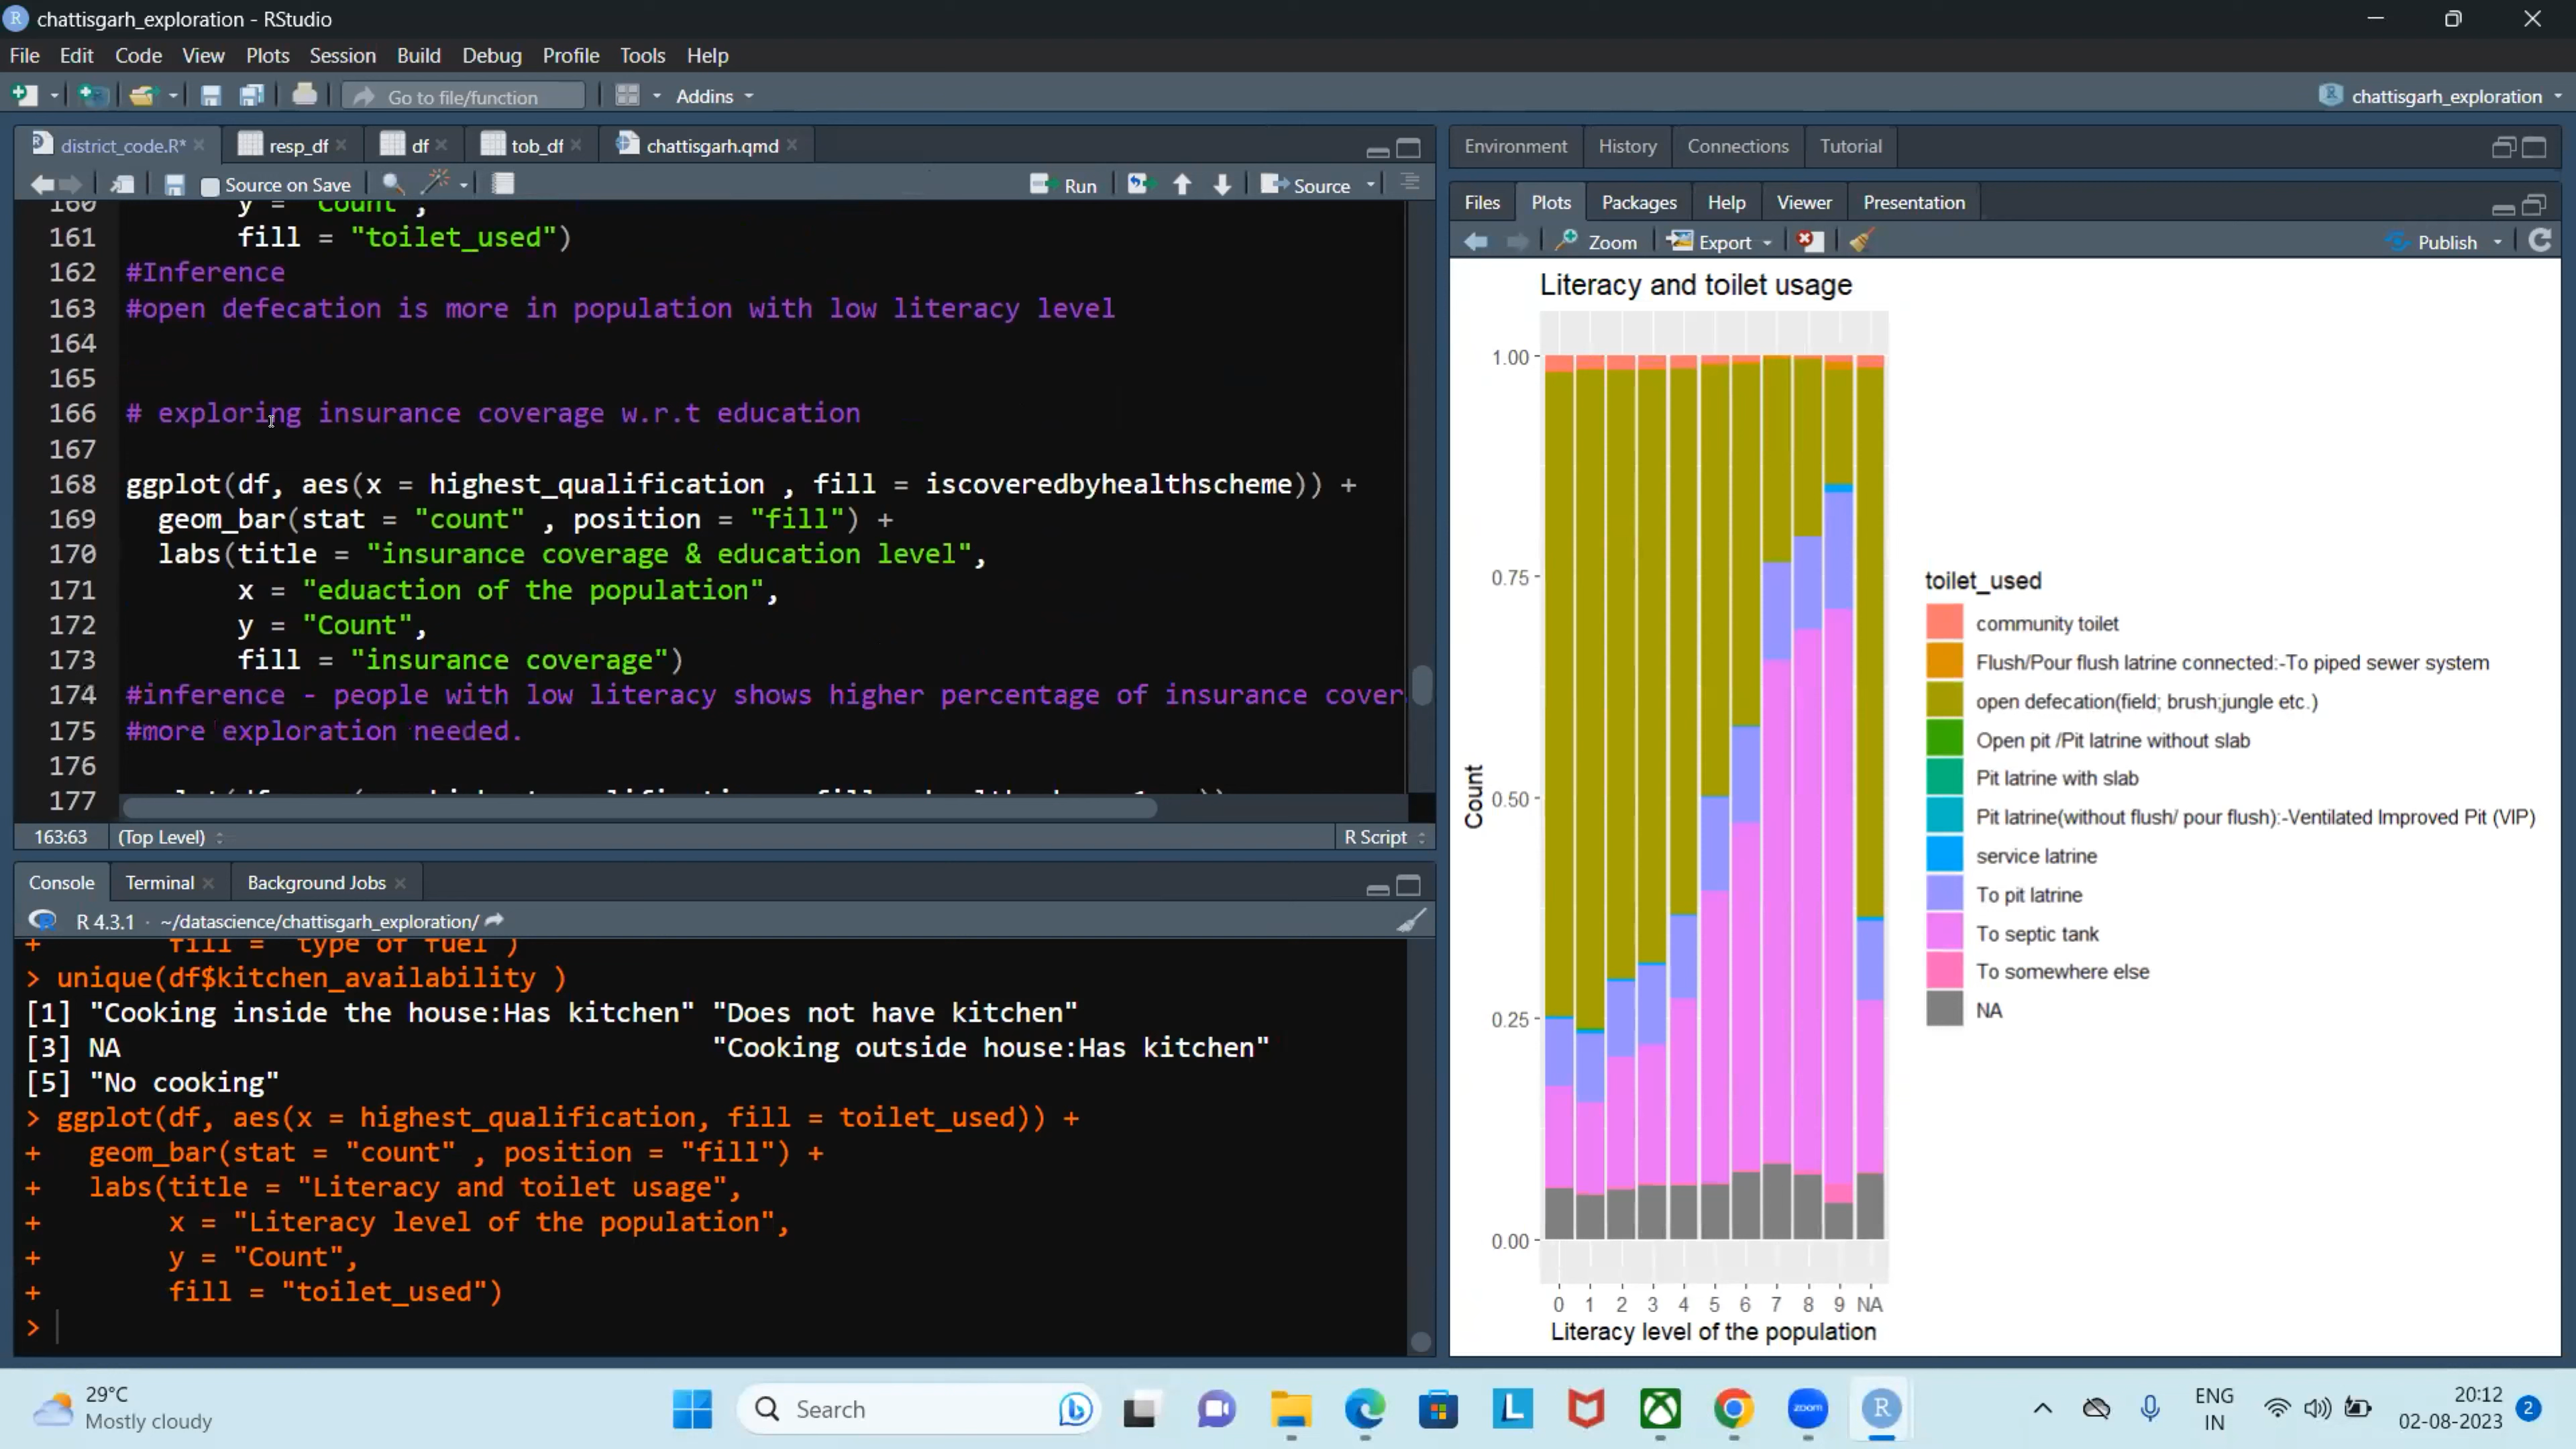 chattisgarh_exploration - RStudio
File Edit Code View Plots Session Build Debug Profile Tools Help
Go to file/function Addins chattisgarh_exploration
district_code.R* resp_df df tob_df chattisgarh.qmd
Source on Save Run Source
160 y = "Count",
161 fill = "toilet_used")
162 #Inference
163 #open defecation is more in population with low literacy level
164
165
166 # exploring insurance coverage w.r.t education
167
168 ggplot(df, aes(x = highest_qualification , fill = iscoveredbyhealthscheme)) +
169 geom_bar(stat = "count" , position = "fill") +
170 labs(title = "insurance coverage & education level",
171 x = "eduaction of the population",
172 y = "Count",
173 fill = "insurance coverage")
174 #inference - people with low literacy shows higher percentage of insurance cover
175 #more exploration needed.
176
177
163:63 (Top Level) R Script
Console Terminal Background Jobs
R 4.3.1 · ~/datascience/chattisgarh_exploration/
+ fill = "type of fuel")
> unique(df$kitchen_availability )
[1] "Cooking inside the house:Has kitchen" "Does not have kitchen"
[3] NA "Cooking outside house:Has kitchen"
[5] "No cooking"
> ggplot(df, aes(x = highest_qualification, fill = toilet_used)) +
+ geom_bar(stat = "count" , position = "fill") +
+ labs(title = "Literacy and toilet usage",
+ x = "Literacy level of the population",
+ y = "Count",
+ fill = "toilet_used")
>
Environment History Connections Tutorial
Files Plots Packages Help Viewer Presentation
Zoom Export Publish
Literacy and toilet usage
1.00
0.75
0.50
0.25
0.00
Count
0 1 2 3 4 5 6 7 8 9 NA
Literacy level of the population
toilet_used
community toilet
Flush/Pour flush latrine connected:-To piped sewer system
open defecation(field; brush;jungle etc.)
Open pit /Pit latrine without slab
Pit latrine with slab
Pit latrine(without flush/ pour flush):-Ventilated Improved Pit (VIP)
service latrine
To pit latrine
To septic tank
To somewhere else
NA
29°C
Mostly cloudy
Search
zoom
ENG
IN
20:12
02-08-2023
2